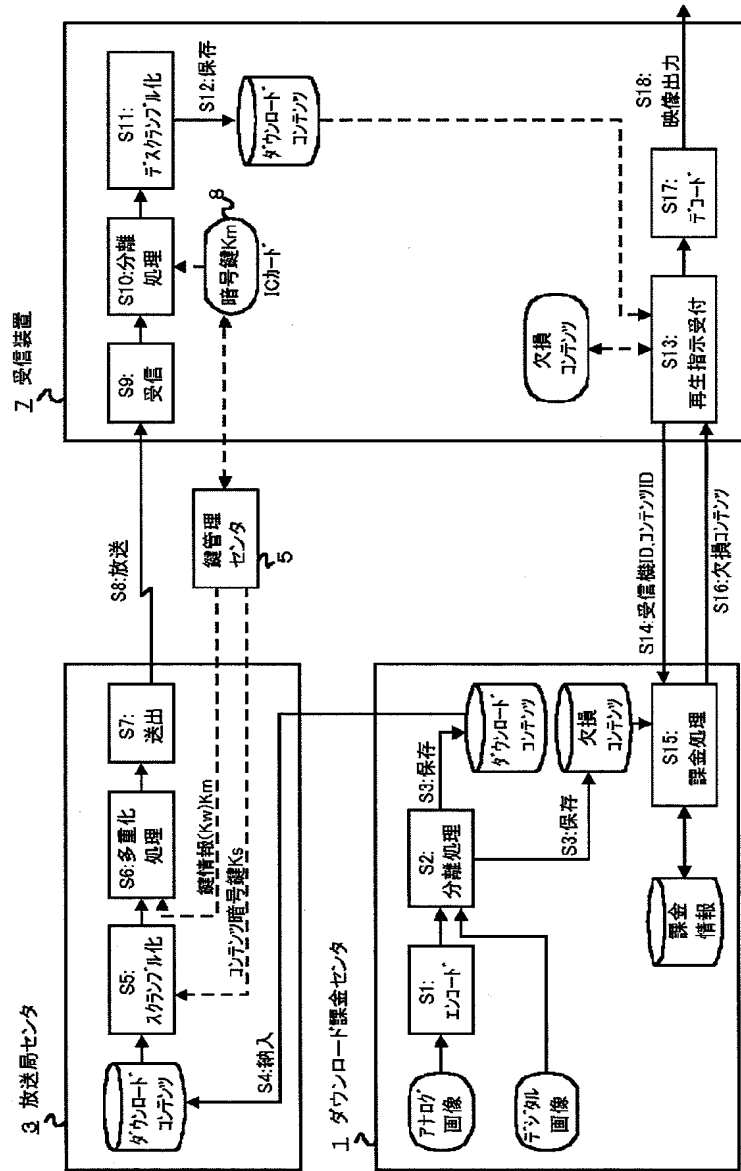 3 放送局センタ
ダウンロード
コンテンツ
S5:
スクランブル化
S6:多重化
処理
S7:
送出
鍵情報(Kw)Km
コンテンツ暗号鍵Ks
S4:納入
S8:放送
鍵管理
センタ
5
1 ダウンロード課金センタ
アナログ
画像
デジタル
画像
S1:
エンコード
S2:
分離処理
S3:保存
S3:保存
ダウンロード
コンテンツ
欠損
コンテンツ
課金
情報
S15:
課金処理
S14:受信機ID,コンテンツID
S16:欠損コンテンツ
7 受信装置
S9:
受信
S10:分離
処理
S11:
デスクランブル化
S12:保存
暗号鍵Km
8
ICカード
ダウンロード
コンテンツ
欠損
コンテンツ
S13:
再生指示受付
S17:
デコード
S18:
映像出力